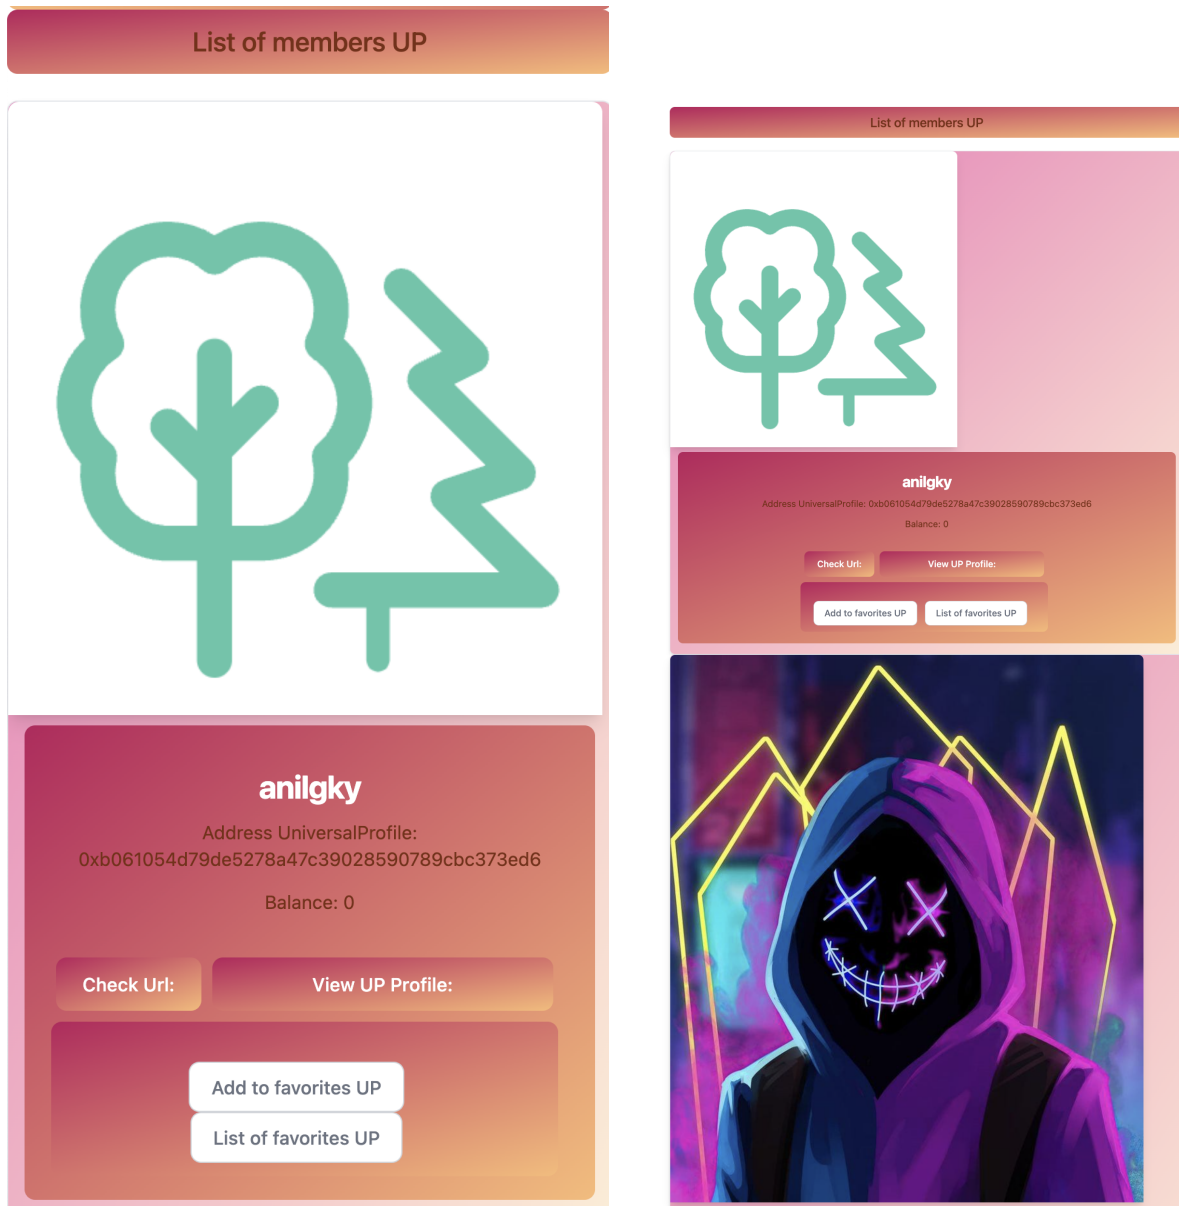 List of members UP
anilgky
Address UniversalProfile:
0xb061054d79de5278a47c39028590789cbc373ed6
Balance: 0
Check Url:
View UP Profile:
Add to favorites UP
List of favorites UP
List of members UP
anilgky
Address UniversalProfile: 0xb061054d79de5278a47c39028590789cbc373ed6
Balance: 0
Check Url:
View UP Profile:
Add to favorites UP
List of favorites UP